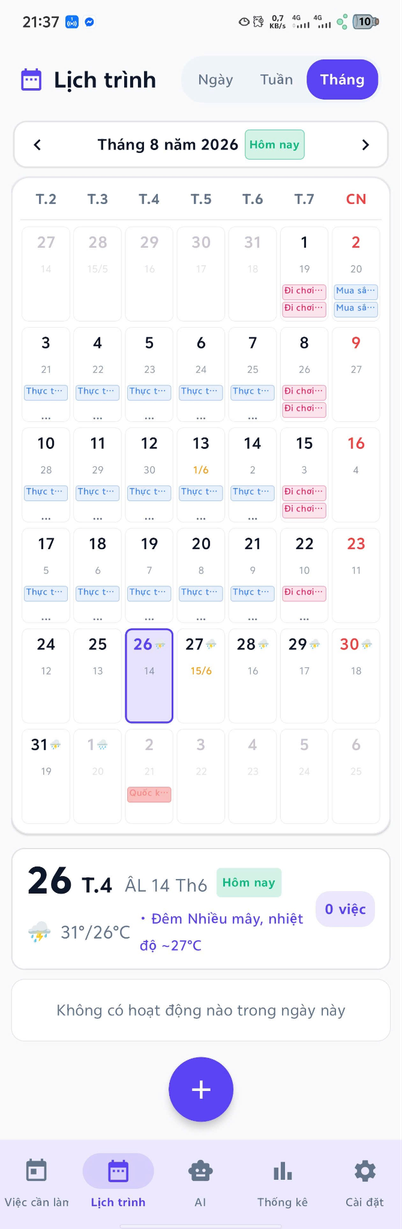 21:37 0,7 KB/s 4G 4G 10
Lịch trình Ngày Tuần Tháng
Tháng 8 năm 2026 Hôm nay
T.2 T.3 T.4 T.5 T.6 T.7 CN
27 28 29 30 31 1 2
14 15/5 16 17 18 19 20
Đi chơi··· Mua sắ···
Đi chơi··· Mua sắ···
3 4 5 6 7 8 9
21 22 23 24 25 26 27
Thực t··· Thực t··· Thực t··· Thực t··· Thực t··· Đi chơi···
... ... ... ... ... Đi chơi···
10 11 12 13 14 15 16
28 29 30 1/6 2 3 4
Thực t··· Thực t··· Thực t··· Thực t··· Thực t··· Đi chơi···
... ... ... ... ... Đi chơi···
17 18 19 20 21 22 23
5 6 7 8 9 10 11
Thực t··· Thực t··· Thực t··· Thực t··· Thực t··· Đi chơi···
... ... ... ... ... ...
24 25 26 27 28 29 30
12 13 14 15/6 16 17 18
31 1 2 3 4 5 6
19 20 21 22 23 24 25
Quốc k···
26 T.4 ÂL 14 Th6 Hôm nay
0 việc
31°/26°C • Đêm Nhiều mây, nhiệt
độ ~27°C
Không có hoạt động nào trong ngày này
+
Việc cần làn Lịch trình AI Thống kê Cài đặt